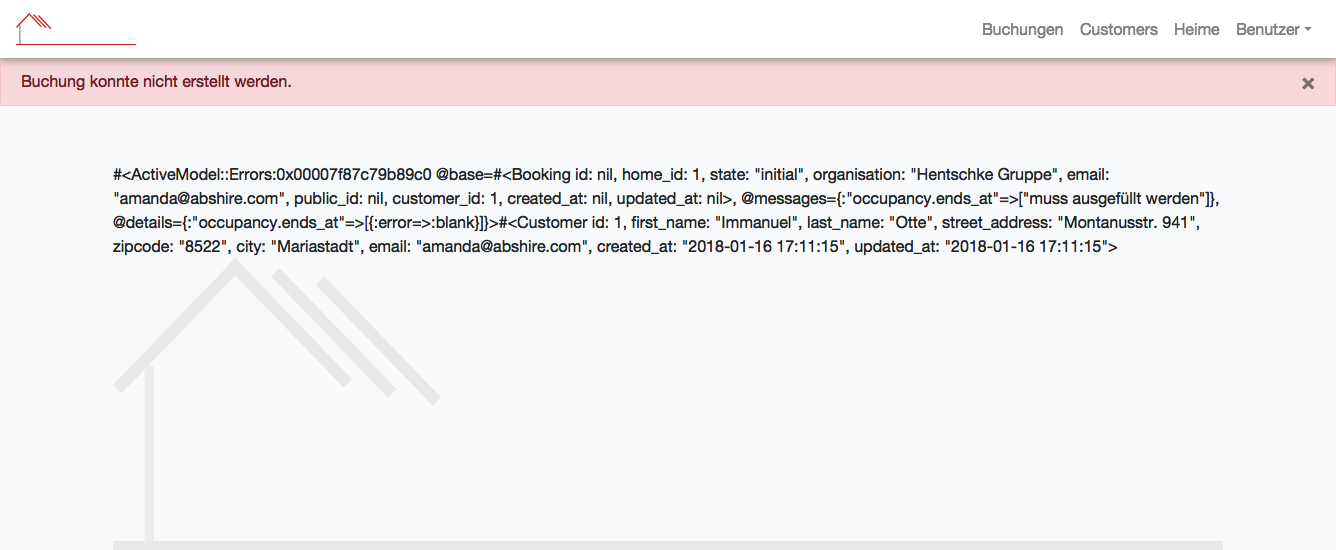 Buchungen Customers Heime Benutzer
Buchung konnte nicht erstellt werden. ×
#<ActiveModel::Errors:0x00007f87c79b89c0 @base=#<Booking id: nil, home_id: 1, state: "initial", organisation: "Hentschke Gruppe", email:
"amanda@abshire.com", public_id: nil, customer_id: 1, created_at: nil, updated_at: nil>, @messages={:"occupancy.ends_at"=>["muss ausgefüllt werden"]},
@details={:"occupancy.ends_at"=>[{:error=>:blank}]}>#<Customer id: 1, first_name: "Immanuel", last_name: "Otte", street_address: "Montanusstr. 941",
zipcode: "8522", city: "Mariastadt", email: "amanda@abshire.com", created_at: "2018-01-16 17:11:15", updated_at: "2018-01-16 17:11:15">